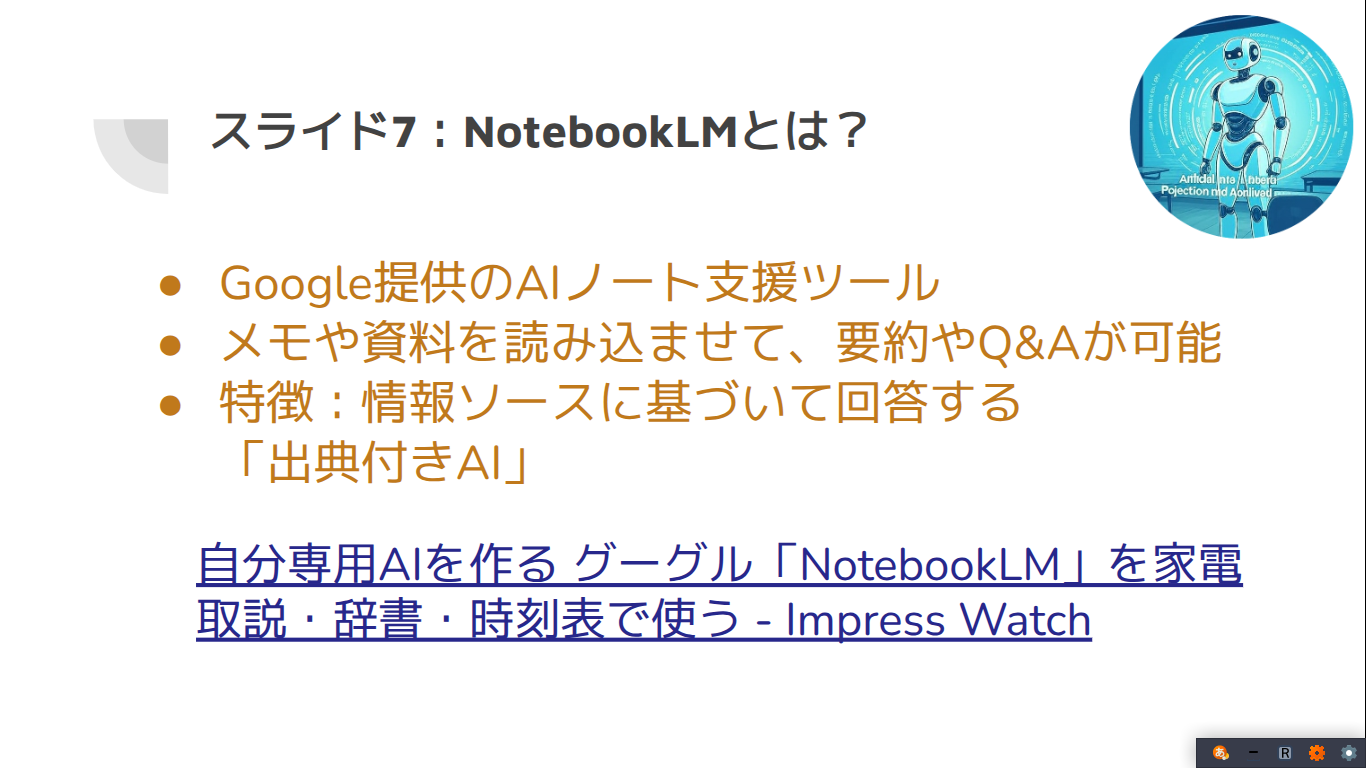 スライド7：NotebookLMとは？
● Google提供のAIノート支援ツール
● メモや資料を読み込ませて、要約やQ&Aが可能
● 特徴：情報ソースに基づいて回答する
「出典付きAI」
自分専用AIを作る グーグル「NotebookLM」を家電
取説・辞書・時刻表で使う - Impress Watch
Pojection
あ
R